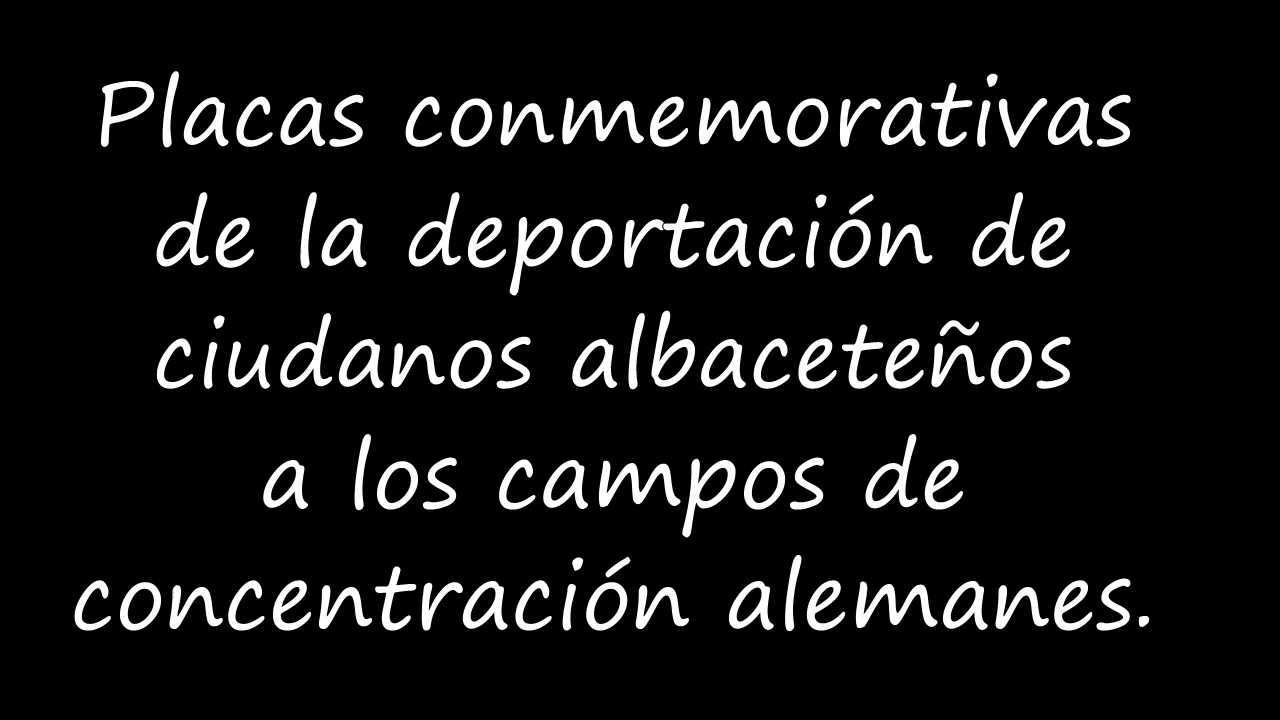 Placas conmemorativas
de la deportación de
ciudanos albaceteños
a los campos de
concentración alemanes.